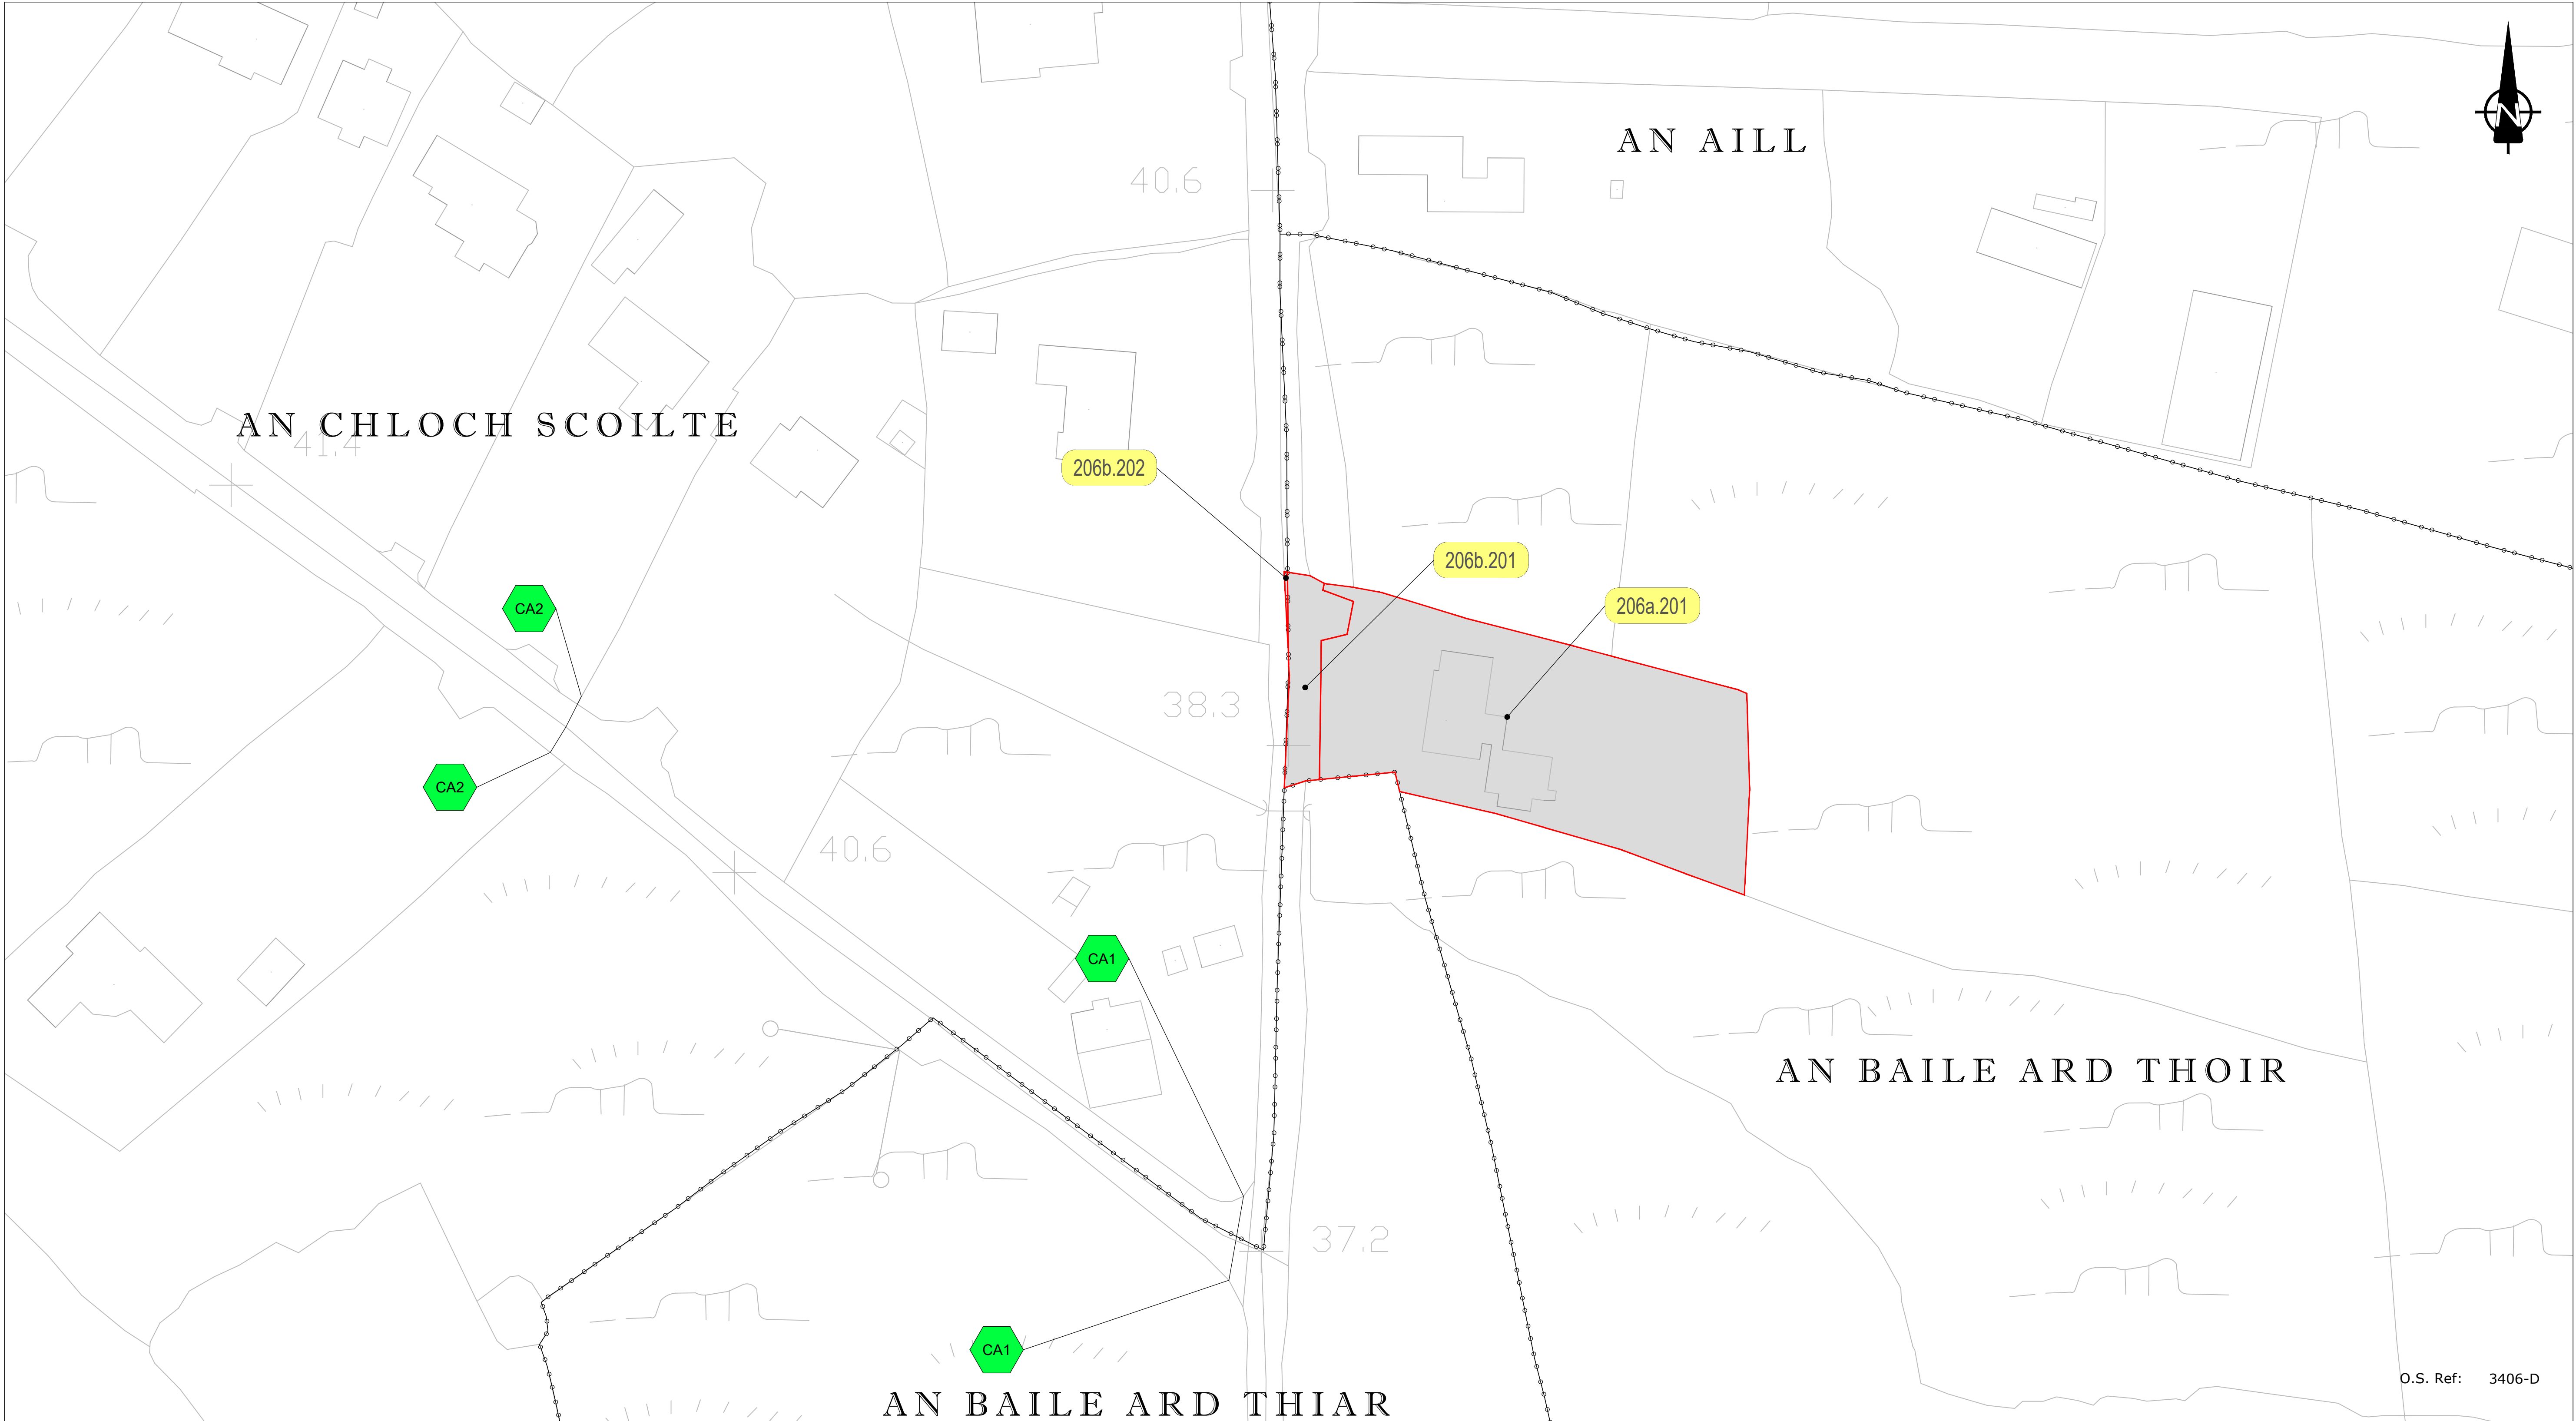 N
AN AILL
40.6
AN CHLOCH SCOILTE
41.4
206b.202
206b.201
206a.201
CA2
38.3
CA2
40.6
CA1
AN BAILE ARD THOIR
37.2
CA1
O.S. Ref: 3406-D
AN BAILE ARD THIAR